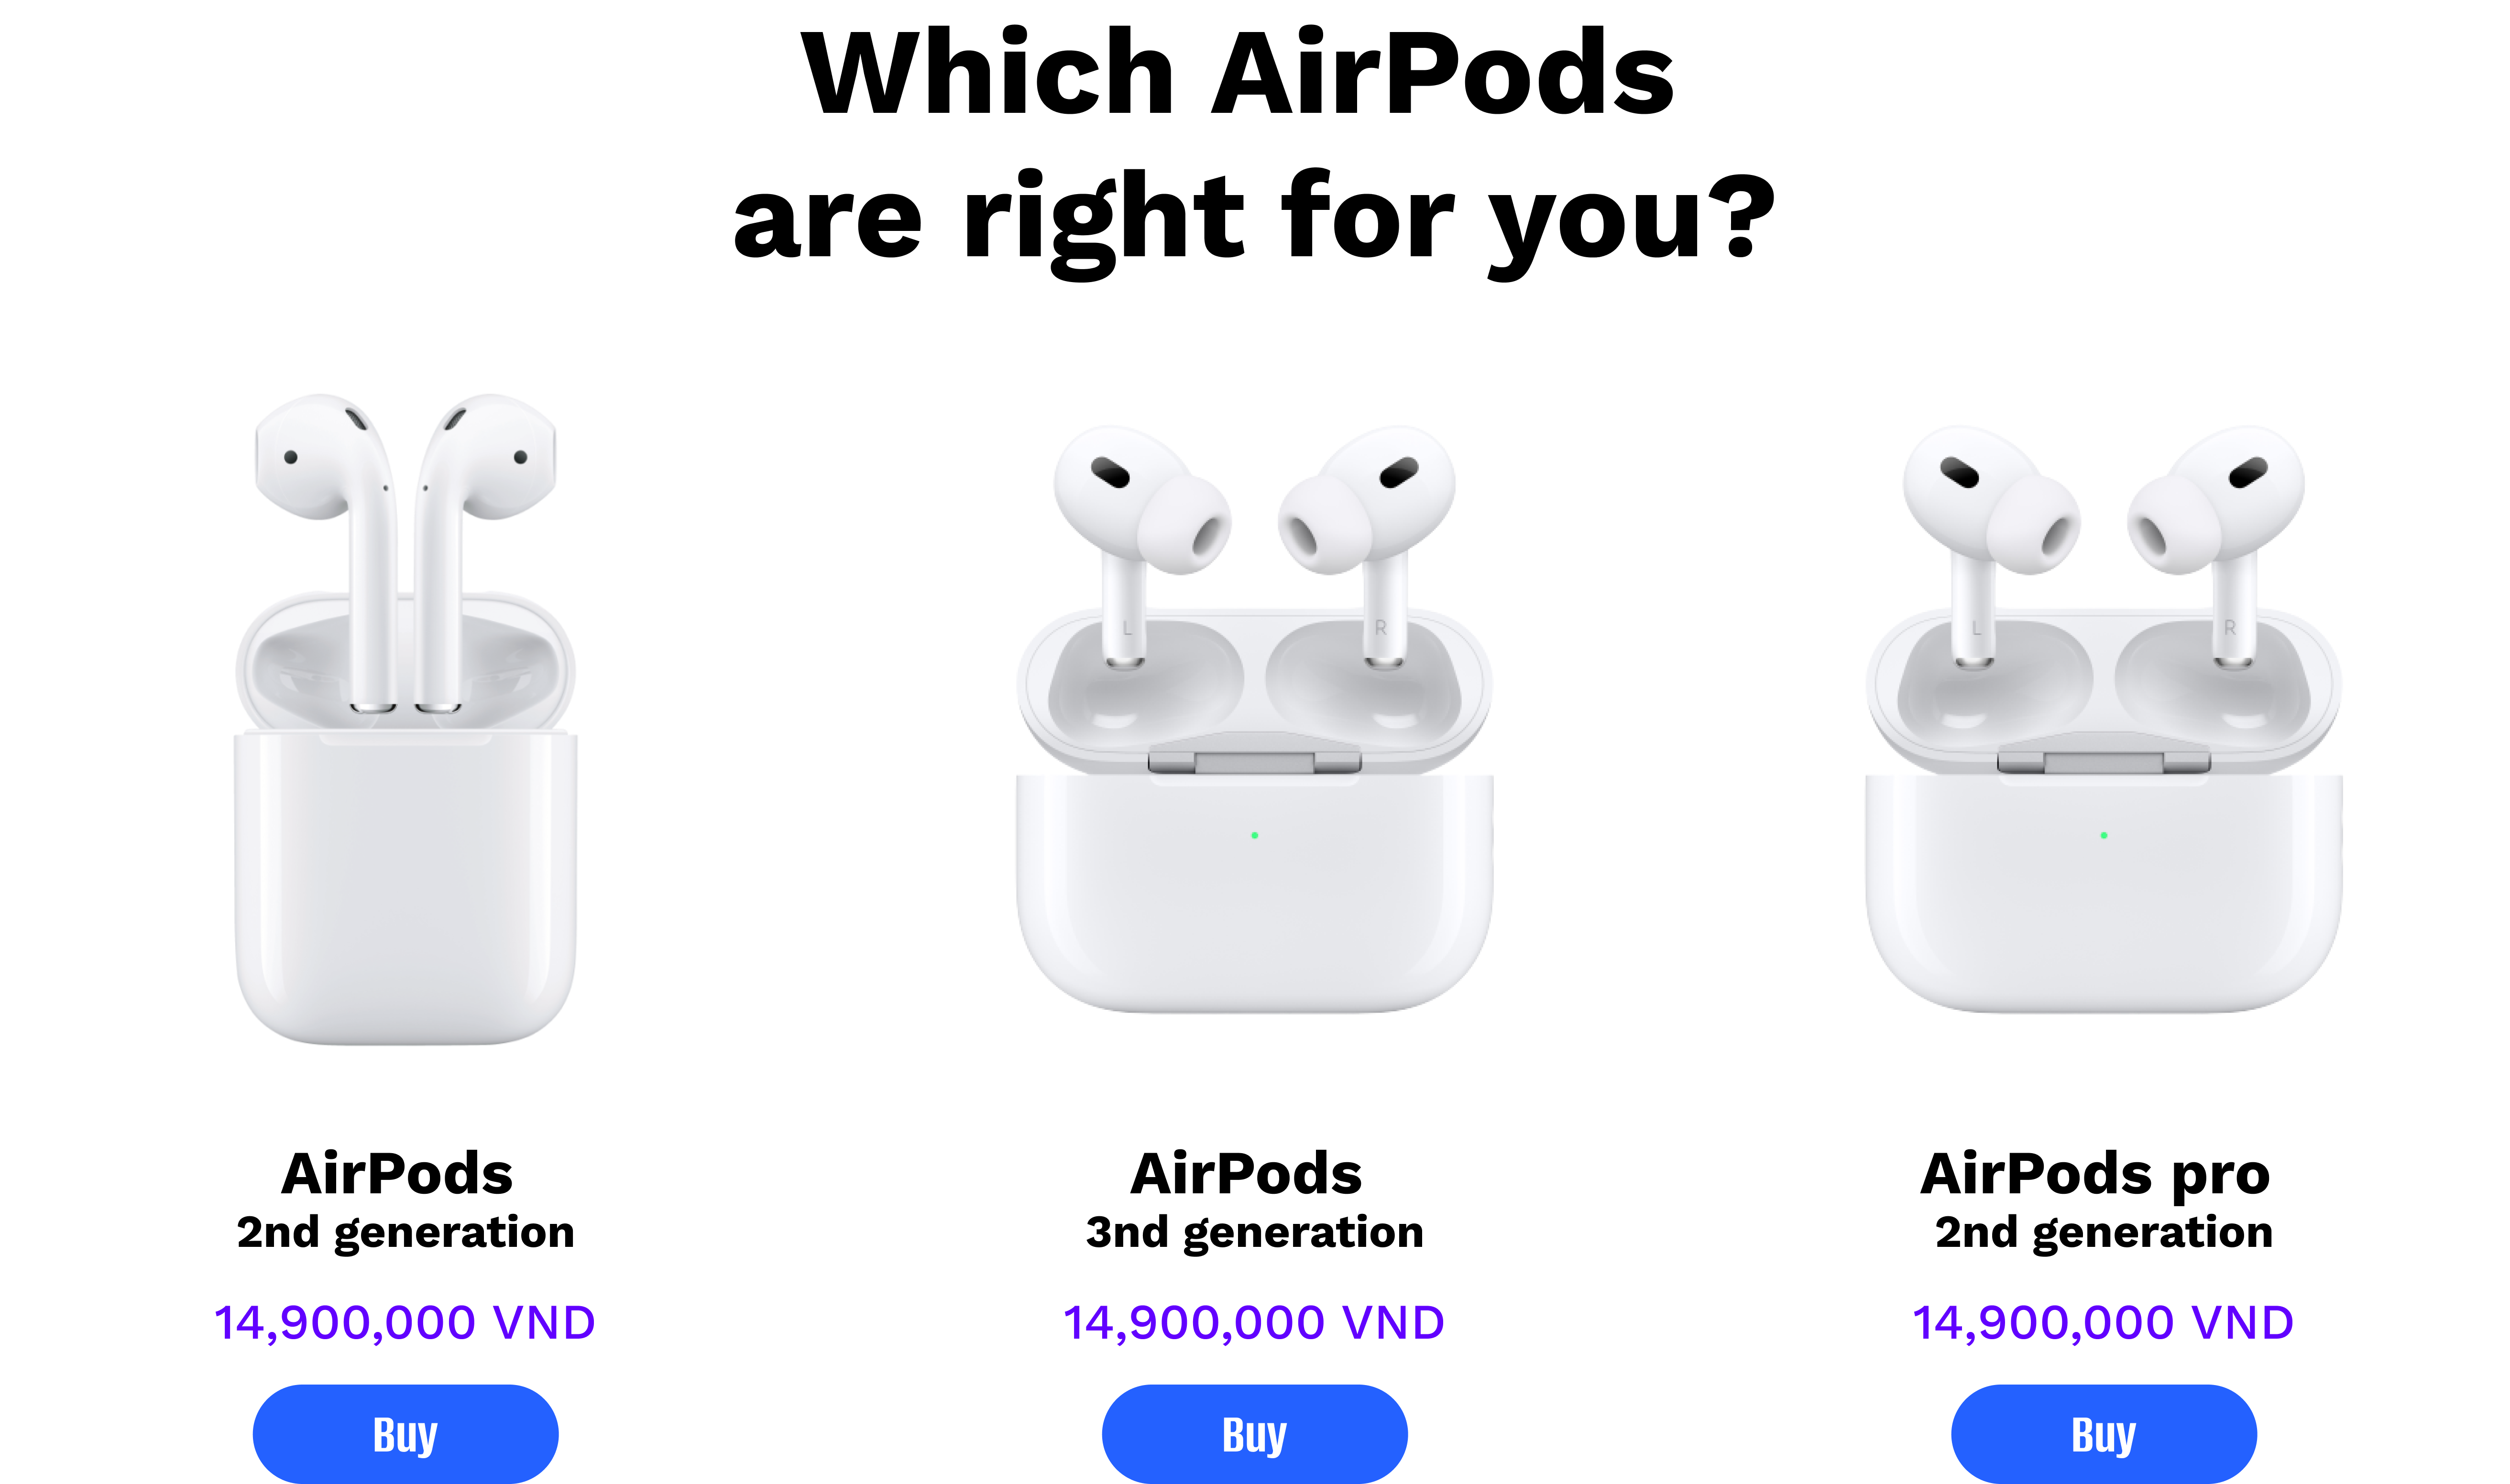 Which AirPods
are right for you?
L
R
L
R
AirPods
2nd generation
14,900,000 VND
Buy
AirPods
3nd generation
14,900,000 VND
Buy
AirPods pro
2nd generation
14,900,000 VND
Buy